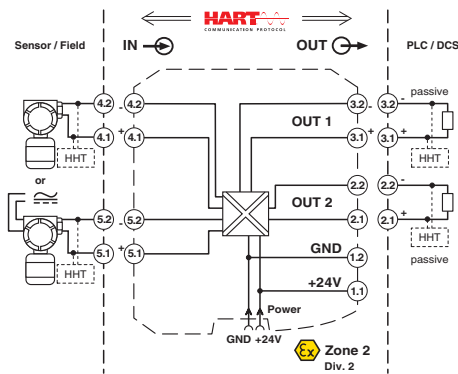 HART
COMMUNICATION PROTOCOL
Sensor / Field
IN
OUT
PLC / DCS
4.2 - 4.2
OUT 1
3.2 - 3.2 -
passive
4.1 + 4.1
3.1 + 3.1 +
HHT
HHT
or
2.2 2.2 -
5.2 - 5.2
OUT 2
2.1 2.1 +
HHT
5.1 + 5.1
HHT
GND
1.2
passive
+24V
1.1
Power
GND +24V
Ex Zone 2
Div. 2